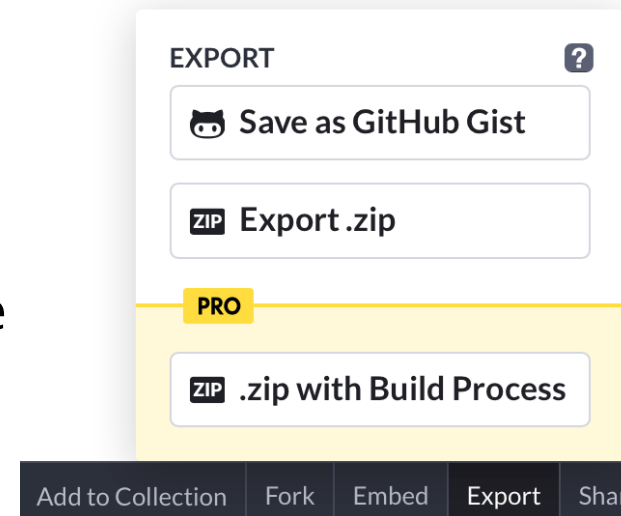 EXPORT ?
Save as GitHub Gist
ZIP Export .zip
e
PRO
ZIP .zip with Build Process
Add to Collection Fork Embed Export